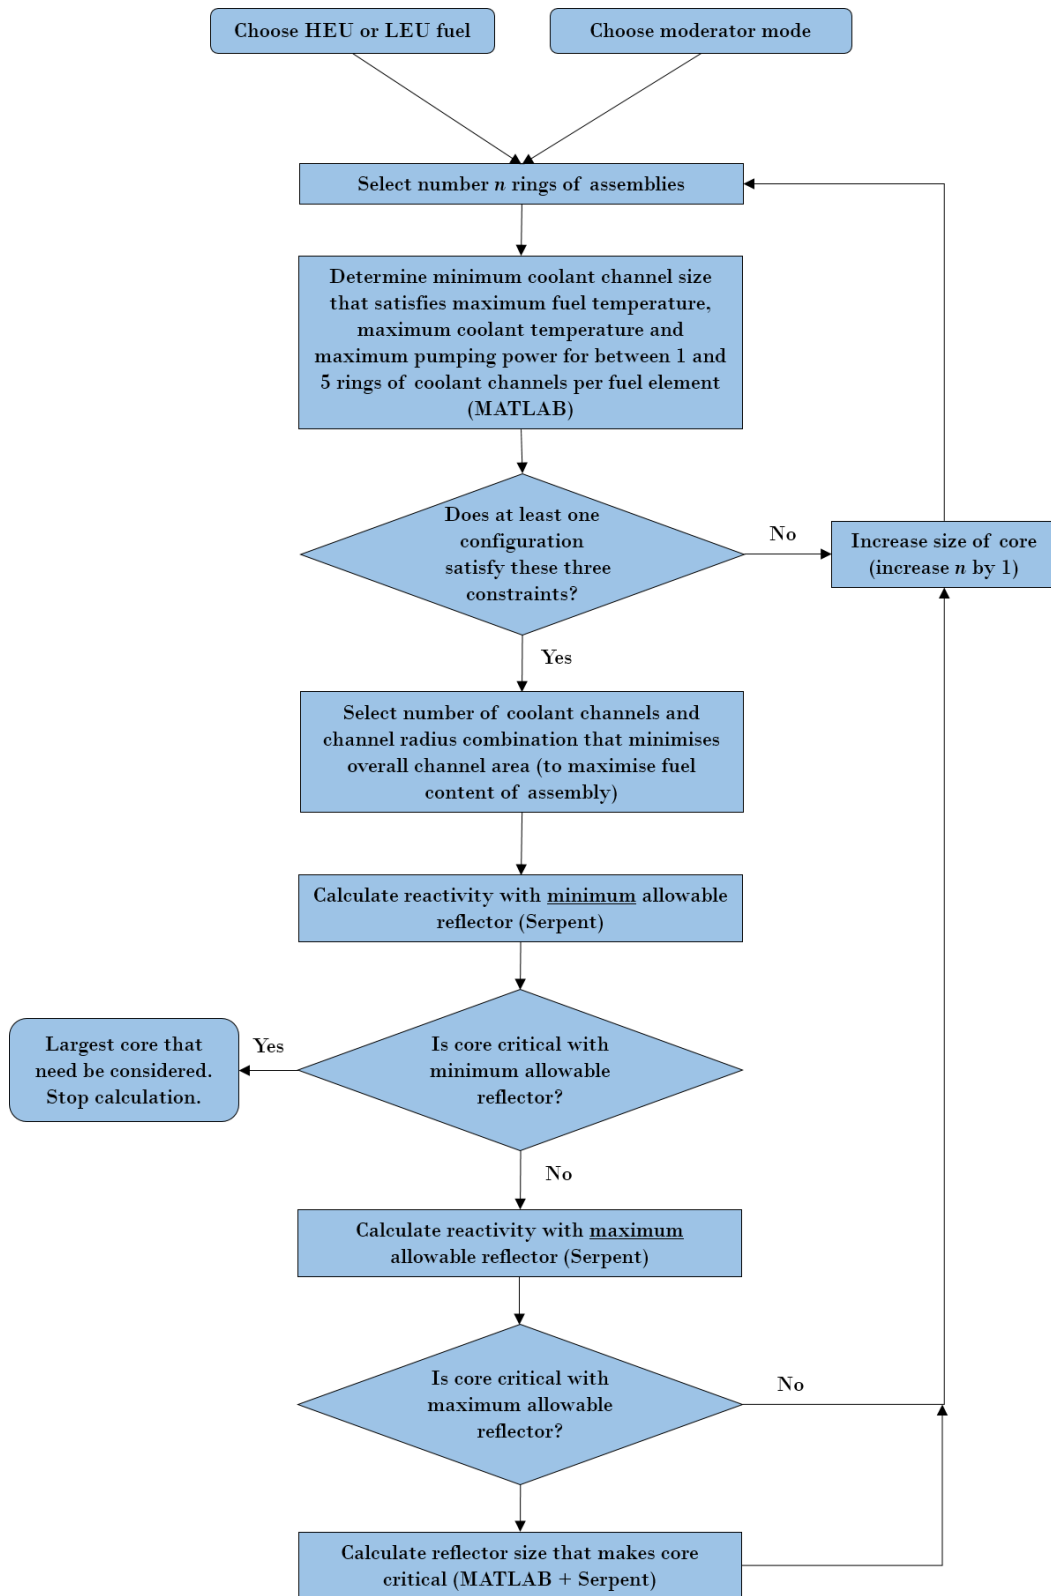 Choose HEU or LEU fuel
Choose moderator mode
Select number n rings of assemblies
Determine minimum coolant channel size
that satisfies maximum fuel temperature,
maximum coolant temperature and
maximum pumping power for between 1 and
5 rings of coolant channels per fuel element
(MATLAB)
Does at least one
configuration
satisfy these three
constraints?
No
Increase size of core
(increase n by 1)
Yes
Select number of coolant channels and
channel radius combination that minimises
overall channel area (to maximise fuel
content of assembly)
Calculate reactivity with minimum allowable
reflector (Serpent)
Is core critical with
minimum allowable
reflector?
Yes
Largest core that
need be considered.
Stop calculation.
No
Calculate reactivity with maximum
allowable reflector (Serpent)
Is core critical with
maximum allowable
reflector?
No
Calculate reflector size that makes core
critical (MATLAB + Serpent)